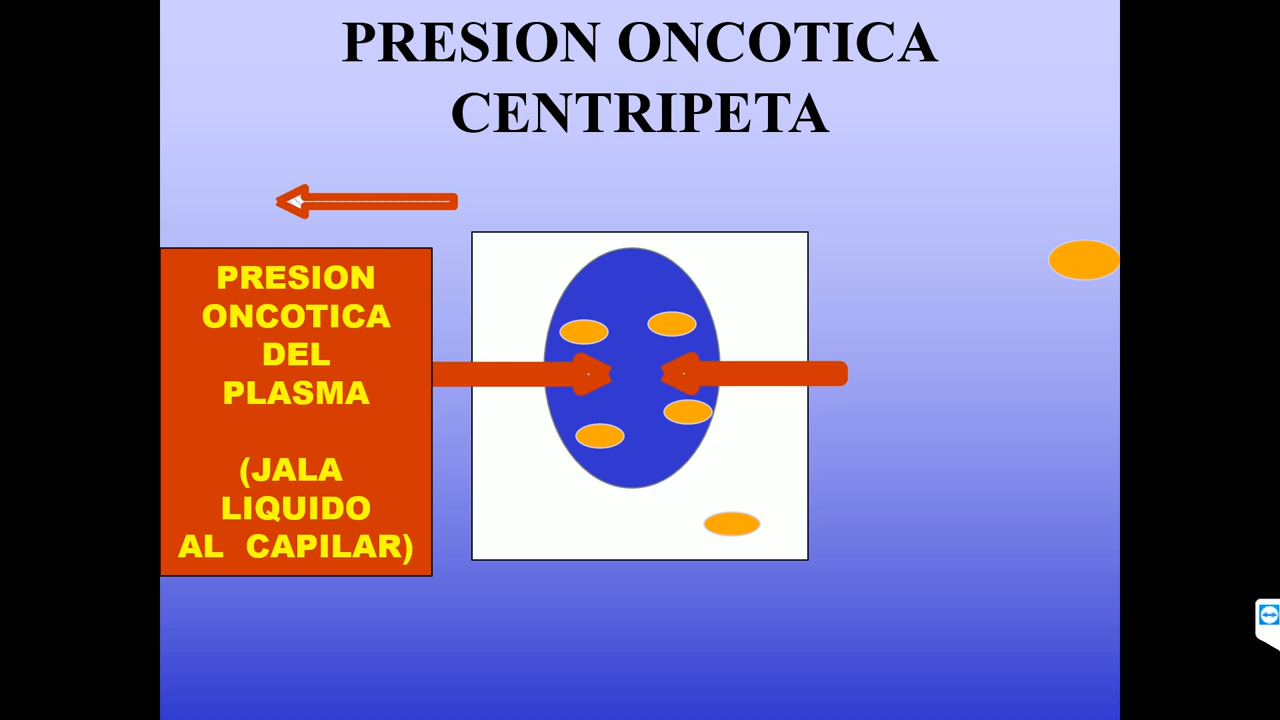 PRESION ONCOTICA
CENTRIPETA
PRESION
ONCOTICA
DEL
PLASMA
(JALA
LIQUIDO
AL CAPILAR)